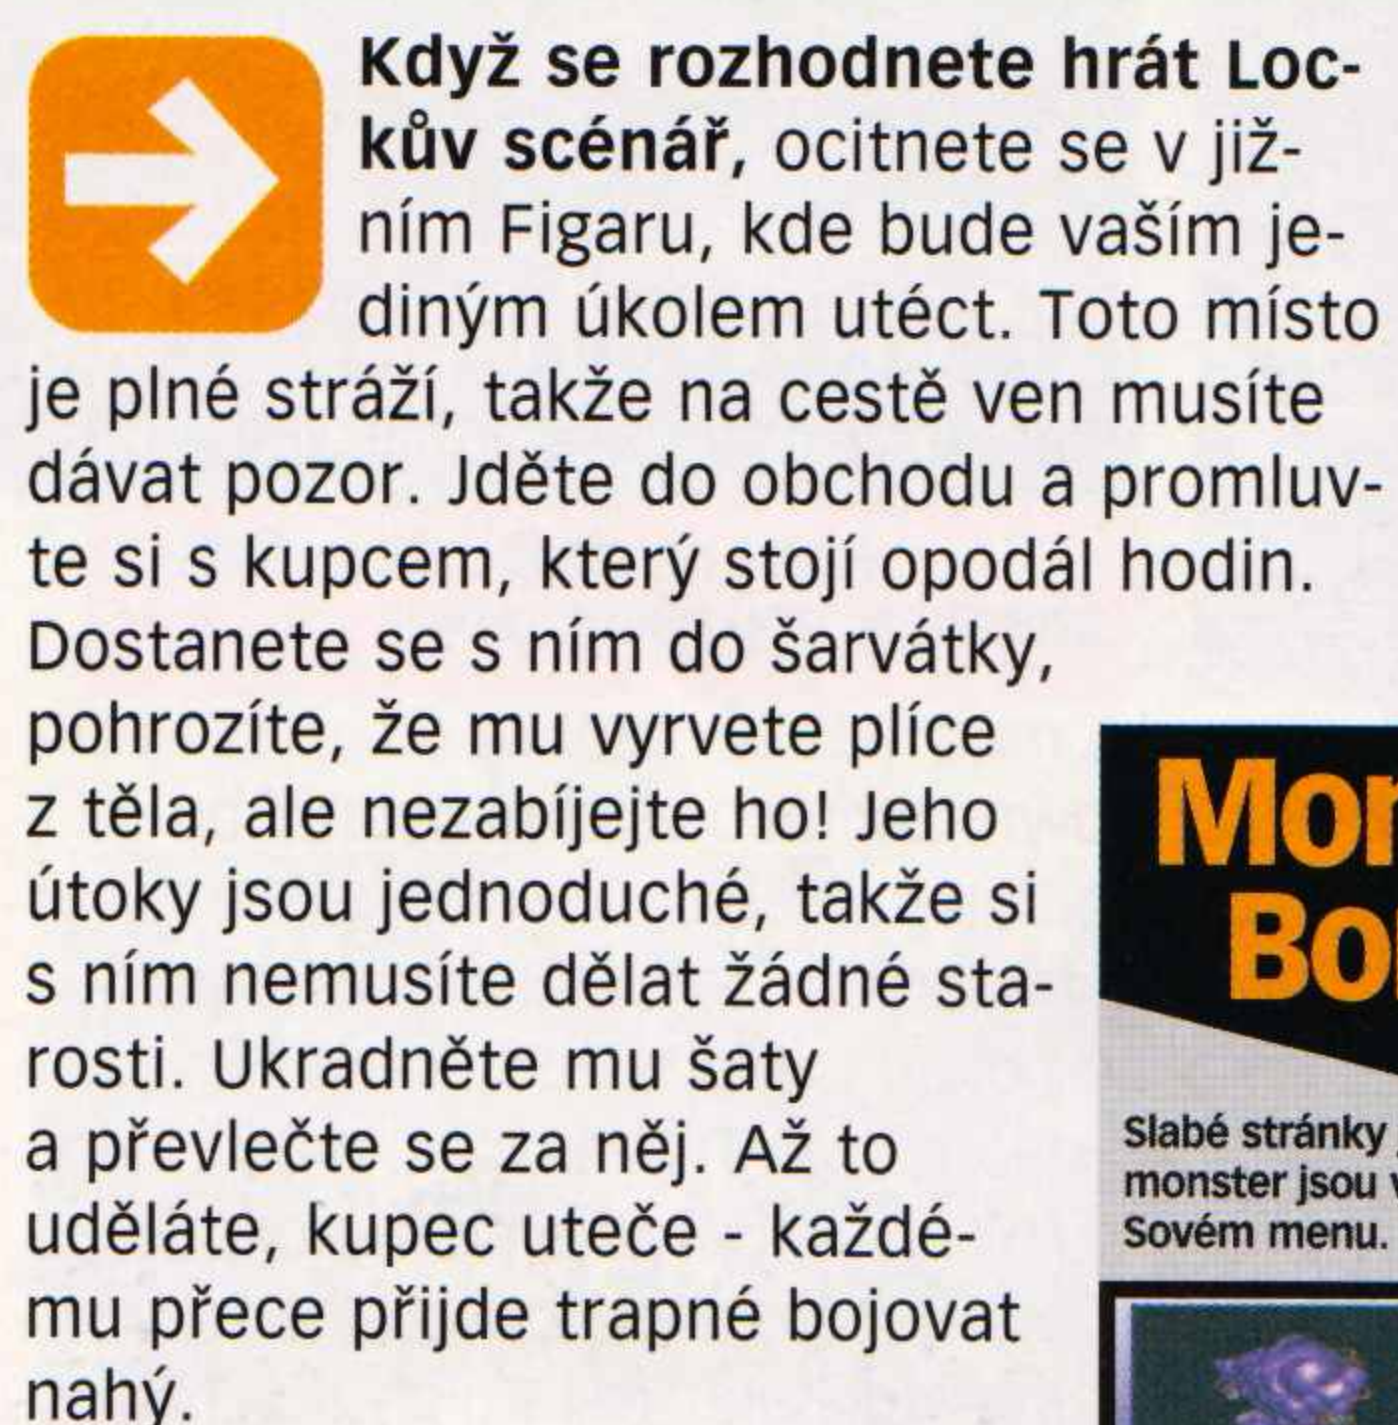 Když se rozhodnete hrát Loc-
kův scénář, ocitnete se v již-
ním Figaru, kde bude vaším je-
diným úkolem utéct. Toto místo
je plné stráží, takže na cestě ven musíte
dávat pozor. Jděte do obchodu a promluv-
te si s kupcem, který stojí opodál hodin.
Dostanete se s ním do šarvátky,
pohrozíte, že mu vyrvete plíce
z těla, ale nezabíjejte ho! Jeho
útoky jsou jednoduché, takže si
s ním nemusíte dělat žádné sta-
rosti. Ukradněte mu šaty
a převlečte se za něj. Až to
uděláte, kupec uteče - každé-
mu přece přijde trapné bojovat
nahý.
Slabé stránky
monster jsou
Sovém menu.